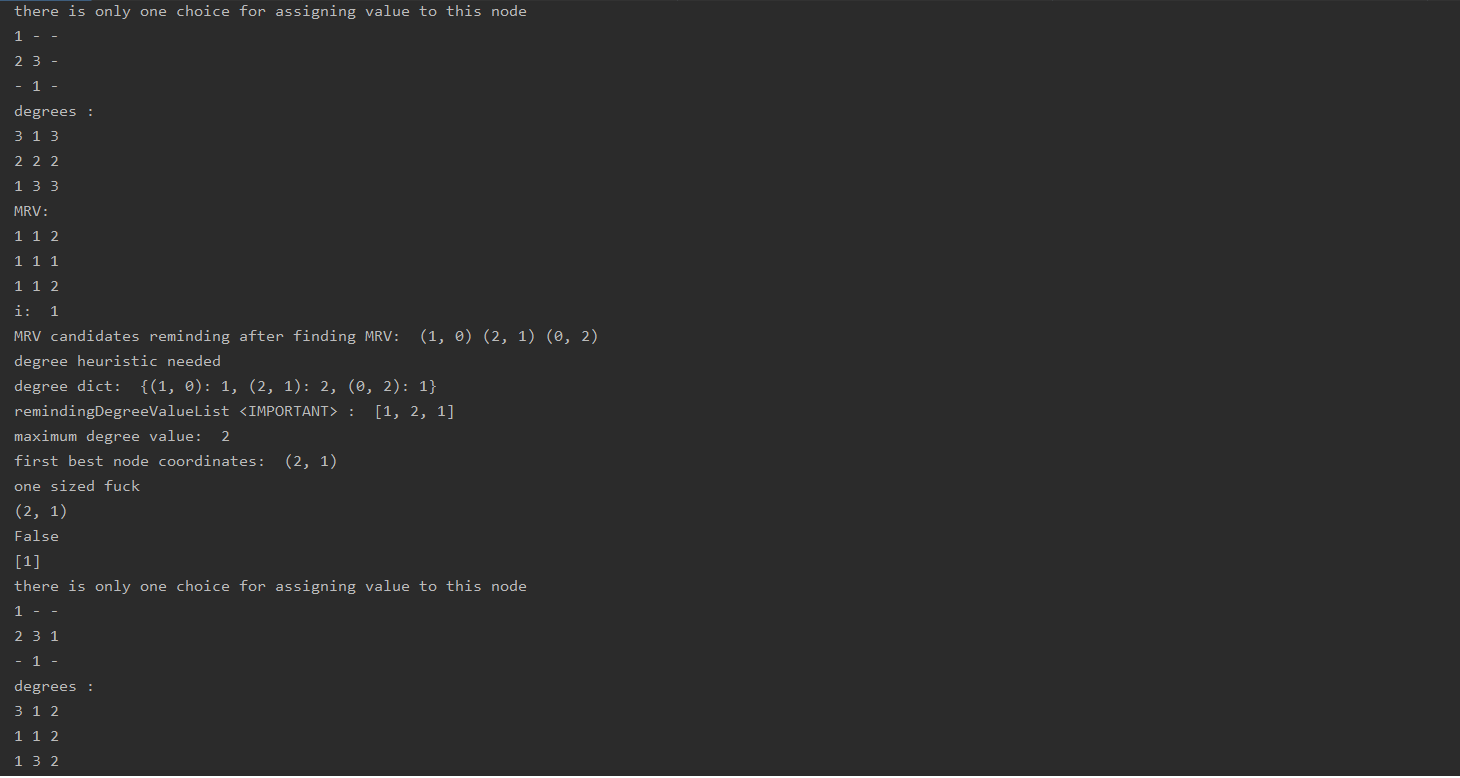 there is only one choice for assigning value to this node
1 - -
2 3 -
- 1 -
degrees :
3 1 3
2 2 2
1 3 3
MRV:
1 1 2
1 1 1
1 1 2
i:  1
MRV candidates reminding after finding MRV:  (1, 0) (2, 1) (0, 2)
degree heuristic needed
degree dict:  {(1, 0): 1, (2, 1): 2, (0, 2): 1}
remindingDegreeValueList <IMPORTANT> :  [1, 2, 1]
maximum degree value:  2
first best node coordinates:  (2, 1)
one sized fuck
(2, 1)
False
[1]
there is only one choice for assigning value to this node
1 - -
2 3 1
- 1 -
degrees :
3 1 2
1 1 2
1 3 2